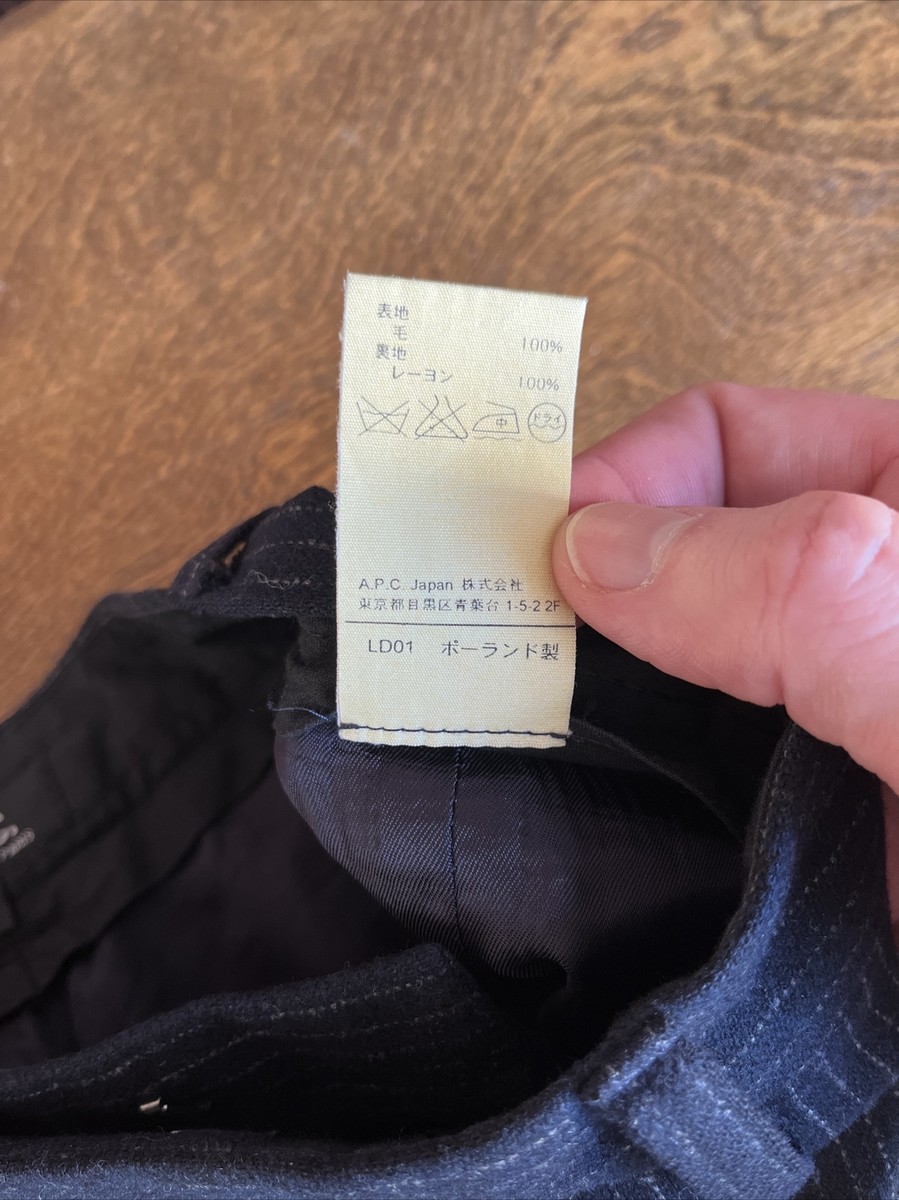 表地
毛 100%
裏地
レーヨン 100%
中 ドライ
A.P.C. Japan 株式会社
東京都目黒区青葉台 1-5-2 2F
LD01 ポーランド製